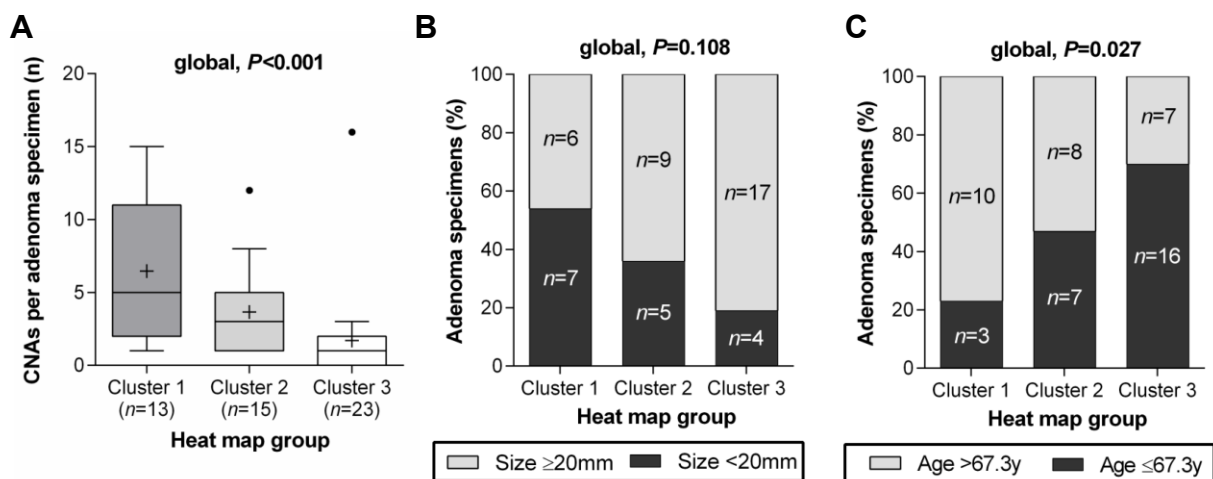 A
global, P<0.001
CNAs per adenoma specimen (n)
20
15
10
5
0
Cluster 1
(n=13)
Cluster 2
(n=15)
Cluster 3
(n=23)
Heat map group
B
global, P=0.108
Adenoma specimens (%)
100
80
60
40
20
0
n=6
n=9
n=17
n=7
n=5
n=4
Cluster 1
Cluster 2
Cluster 3
Heat map group
Size ≥20mm
Size <20mm
C
global, P=0.027
Adenoma specimens (%)
100
80
60
40
20
0
n=10
n=8
n=7
n=3
n=7
n=16
Cluster 1
Cluster 2
Cluster 3
Heat map group
Age >67.3y
Age ≤67.3y